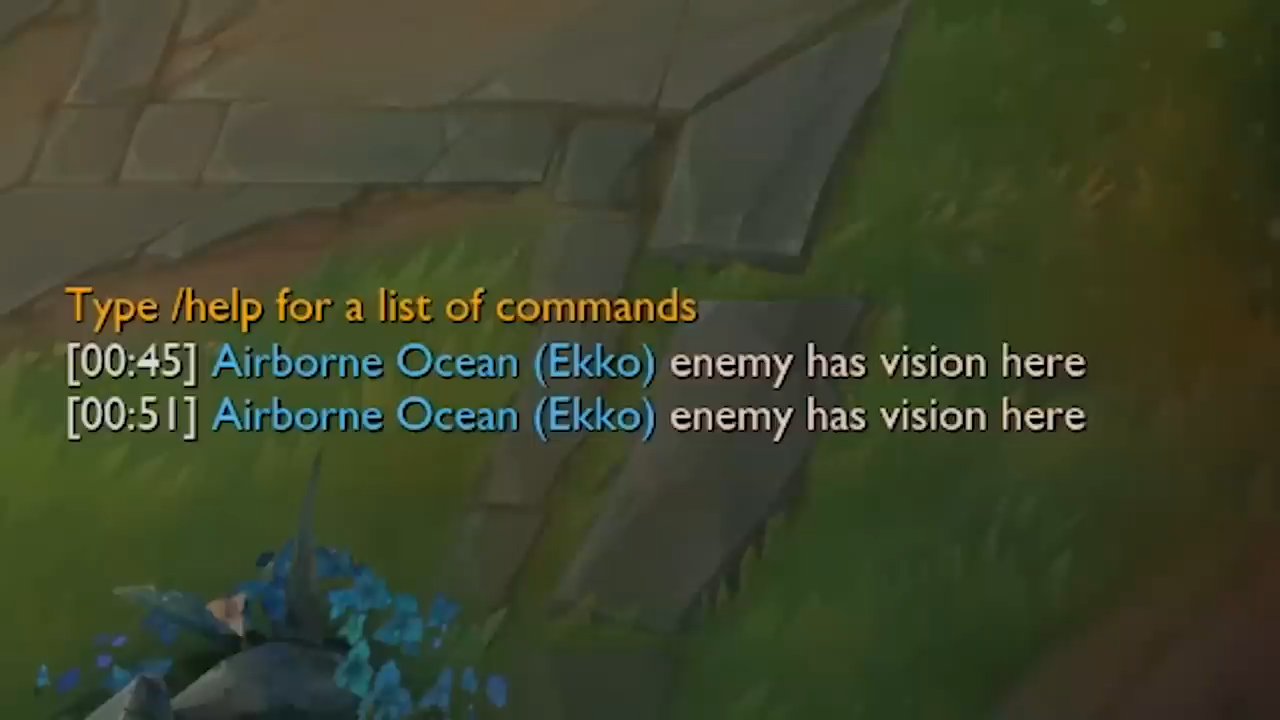 Type /help for a list of commands
[00:45] Airborne Ocean (Ekko) enemy has vision here
[00:51] Airborne Ocean (Ekko) enemy has vision here